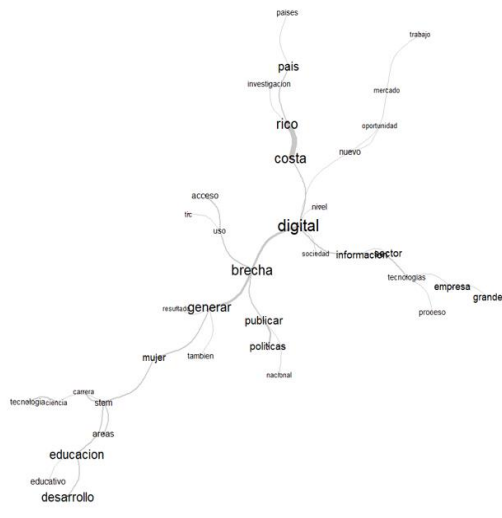 paises
trabajo
pais
investigacion
mercado
rico
oportunidad
costa
nuevo
acceso
nivel
tic
uso
digital
sociedad
informacion
sector
brecha
tecnologias
empresa
grande
resultado
generar
proceso
publicar
politicas
mujer
tambien
nacional
carrera
tecnologia
ciencia
stem
areas
educacion
educativo
desarrollo